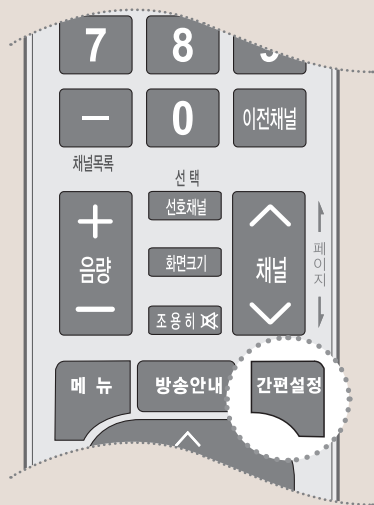 7 8 9
— 0 이전채널
채널목록
선 택
+ 선호채널
음량 화면크기 채널
— 조 용 히
페이지
메 뉴 방송안내 간편설정